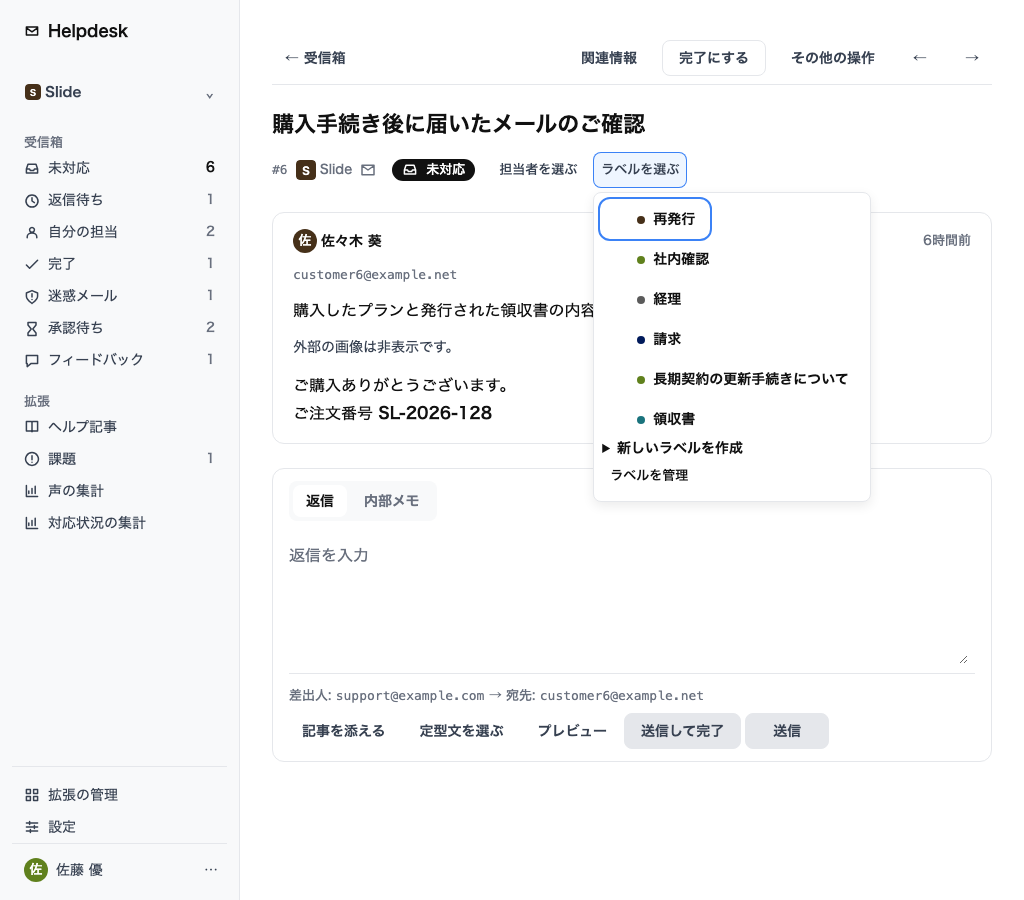 Helpdesk
S Slide
受信箱
未対応 6
返信待ち 1
自分の担当 2
完了 1
迷惑メール 1
承認待ち 2
フィードバック 1
拡張
ヘルプ記事
課題 1
声の集計
対応状況の集計
拡張の管理
設定
佐 佐藤 優 …
← 受信箱 関連情報 完了にする その他の操作 ← →
購入手続き後に届いたメールのご確認
#6 S Slide 未対応 担当者を選ぶ ラベルを選ぶ
再発行
社内確認
経理
請求
長期契約の更新手続きについて
領収書
▶ 新しいラベルを作成
ラベルを管理
佐 佐々木 葵 6時間前
customer6@example.net
購入したプランと発行された領収書の内容
外部の画像は非表示です。
ご購入ありがとうございます。
ご注文番号 SL-2026-128
返信 内部メモ
返信を入力
差出人: support@example.com → 宛先: customer6@example.net
記事を添える 定型文を選ぶ プレビュー 送信して完了 送信